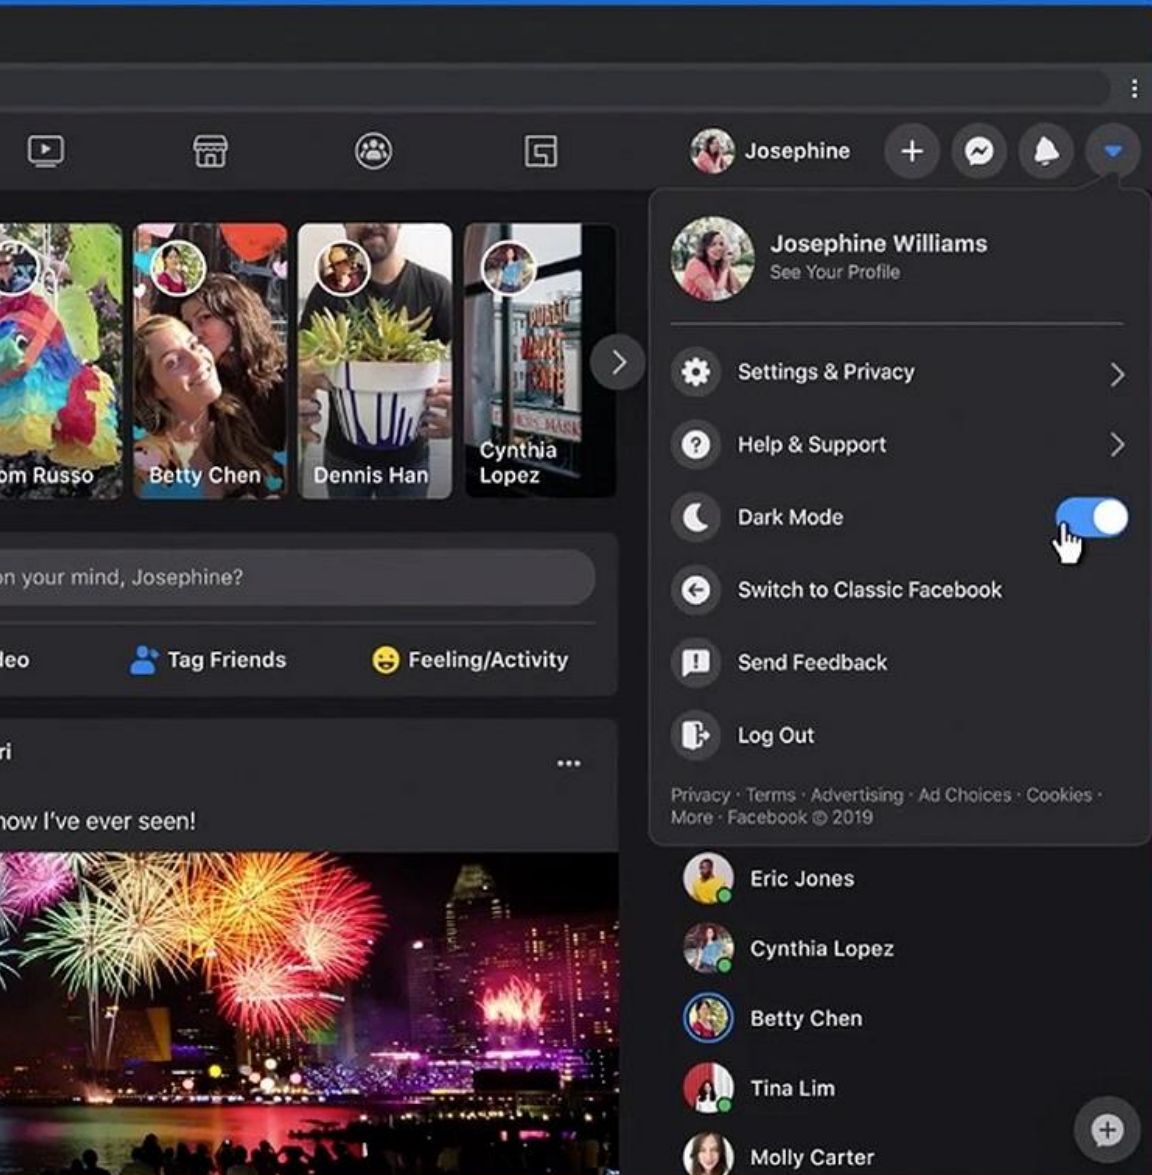 Josephine
om Russo
Betty Chen
Dennis Han
PUBLIC
MARKET
Cynthia
Lopez
on your mind, Josephine?
deo
Tag Friends
Feeling/Activity
ri
now I've ever seen!
Josephine Williams
See Your Profile
Settings & Privacy
Help & Support
Dark Mode
Switch to Classic Facebook
Send Feedback
Log Out
Privacy · Terms · Advertising · Ad Choices · Cookies ·
More · Facebook © 2019
Eric Jones
Cynthia Lopez
Betty Chen
Tina Lim
Molly Carter